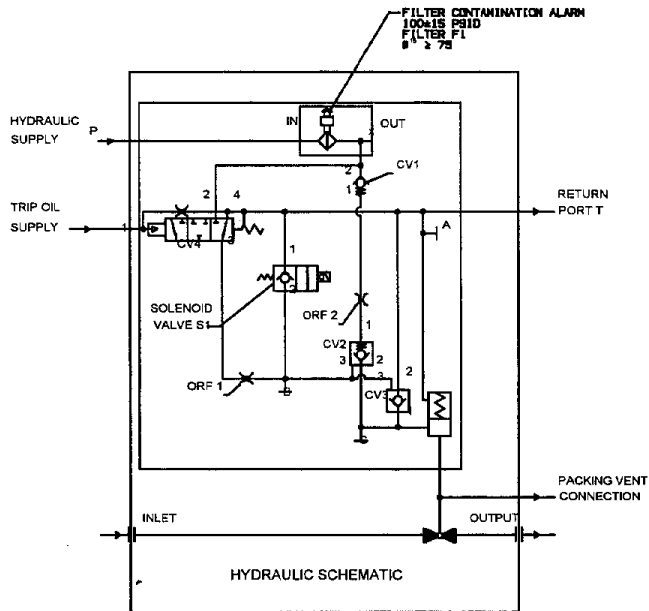 FILTER CONTAMINATION ALARM
100±15 PSID
FILTER F1
≥ 75
HYDRAULIC
SUPPLY
P
IN
OUT
2
CV1
1
TRIP OIL
SUPPLY
1
2
4
CV4
3
RETURN
PORT T
A
1
2
SOLENOID
VALVE S1
ORF 2
1
CV2
3
2
3
2
CV3
ORF 1
B
PACKING VENT
CONNECTION
INLET
OUTPUT
HYDRAULIC SCHEMATIC